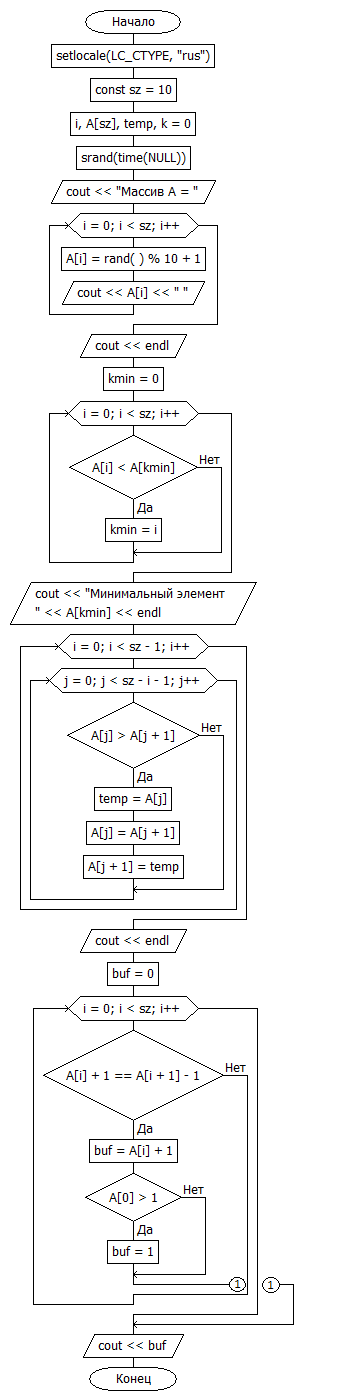 Начало
setlocale(LC_CTYPE, "rus")
const sz = 10
i, A[sz], temp, k = 0
srand(time(NULL))
cout << "Массив A = "
i = 0; i < sz; i++
A[i] = rand( ) % 10 + 1
cout << A[i] << " "
cout << endl
kmin = 0
i = 0; i < sz; i++
A[i] < A[kmin]
Нет
Да
kmin = i
cout << "Минимальный элемент
" << A[kmin] << endl
i = 0; i < sz - 1; i++
j = 0; j < sz - i - 1; j++
A[j] > A[j + 1]
Нет
Да
temp = A[j]
A[j] = A[j + 1]
A[j + 1] = temp
cout << endl
buf = 0
i = 0; i < sz; i++
A[i] + 1 == A[i + 1] - 1
Нет
Да
buf = A[i] + 1
A[0] > 1
Нет
Да
buf = 1
1 1
cout << buf
Конец